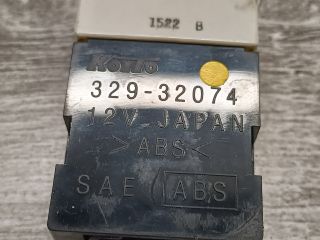 1522 B
Koito
329-32074
12V JAPAN
>ABS<
SAE ABS